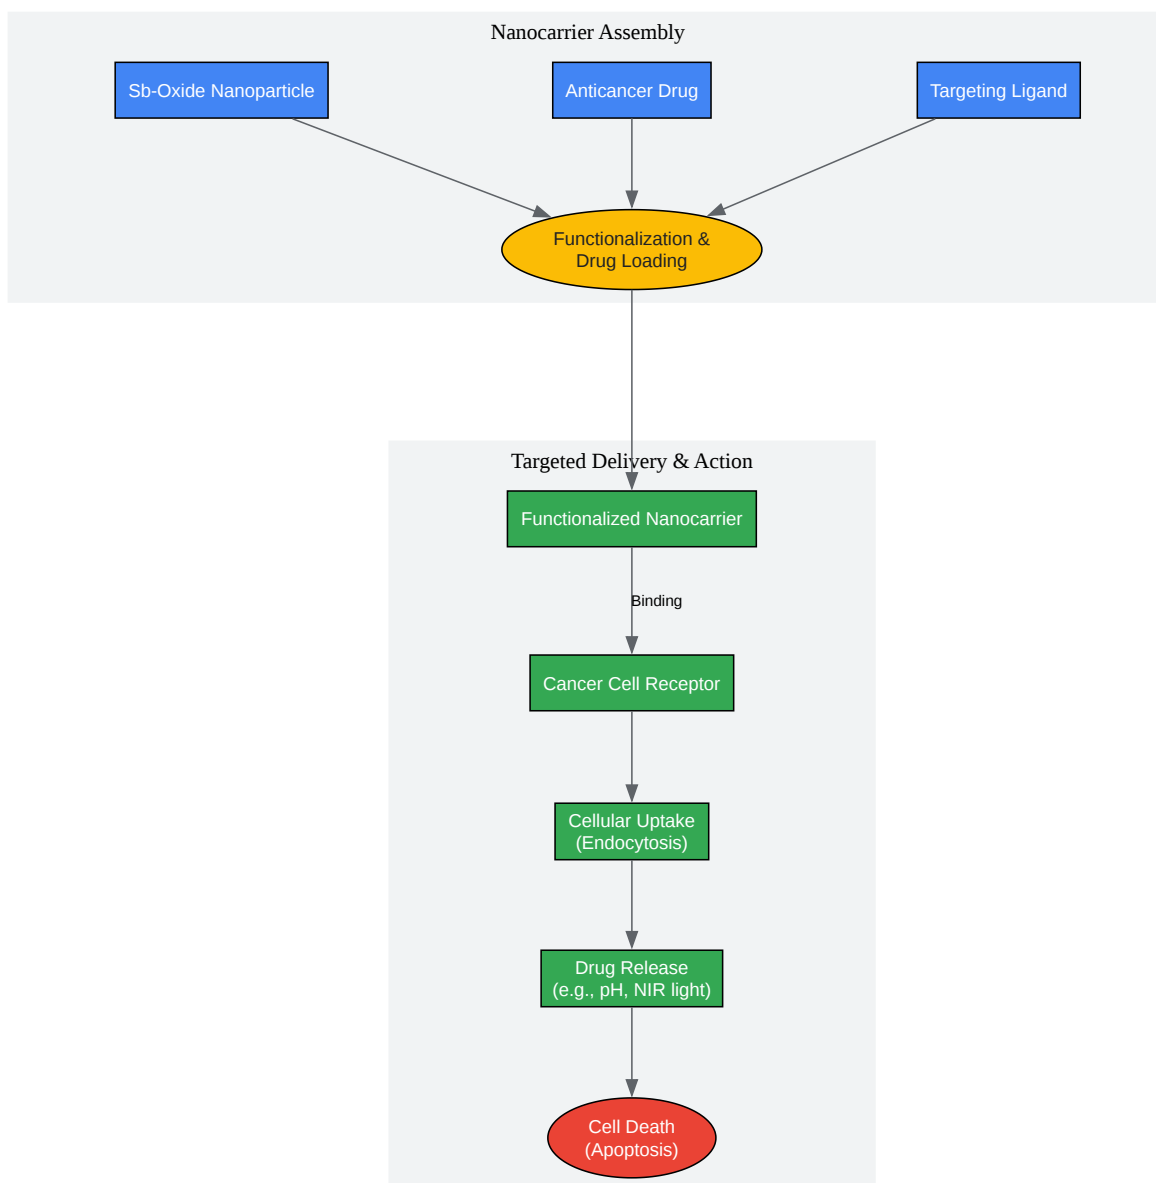 Nanocarrier Assembly
Sb-Oxide Nanoparticle
Anticancer Drug
Targeting Ligand
Functionalization &
Drug Loading
Targeted Delivery & Action
Functionalized Nanocarrier
Binding
Cancer Cell Receptor
Cellular Uptake
(Endocytosis)
Drug Release
(e.g., pH, NIR light)
Cell Death
(Apoptosis)